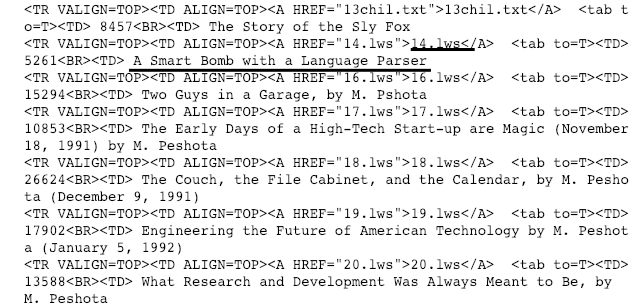 <TR VALIGN=TOP><TD ALIGN=TOP><A HREF="13chil.txt">13chil.txt</A>  <tab t
o=T><TD> 8457<BR><TD> The Story of the Sly Fox
<TR VALIGN=TOP><TD ALIGN=TOP><A HREF="14.lws">14.lws</A>  <tab to=T><TD>
5261<BR><TD> A Smart Bomb with a Language Parser
<TR VALIGN=TOP><TD ALIGN=TOP><A HREF="16.lws">16.lws</A>  <tab to=T><TD>
15294<BR><TD> Two Guys in a Garage, by M. Pshota
<TR VALIGN=TOP><TD ALIGN=TOP><A HREF="17.lws">17.lws</A>  <tab to=T><TD>
10853<BR><TD> The Early Days of a High-Tech Start-up are Magic (November
18, 1991) by M. Peshota
<TR VALIGN=TOP><TD ALIGN=TOP><A HREF="18.lws">18.lws</A>  <tab to=T><TD>
26624<BR><TD> The Couch, the File Cabinet, and the Calendar, by M. Pesho
ta (December 9, 1991)
<TR VALIGN=TOP><TD ALIGN=TOP><A HREF="19.lws">19.lws</A>  <tab to=T><TD>
17902<BR><TD> Engineering the Future of American Technology by M. Peshot
a (January 5, 1992)
<TR VALIGN=TOP><TD ALIGN=TOP><A HREF="20.lws">20.lws</A>  <tab to=T><TD>
13588<BR><TD> What Research and Development Was Always Meant to Be, by
M. Peshota